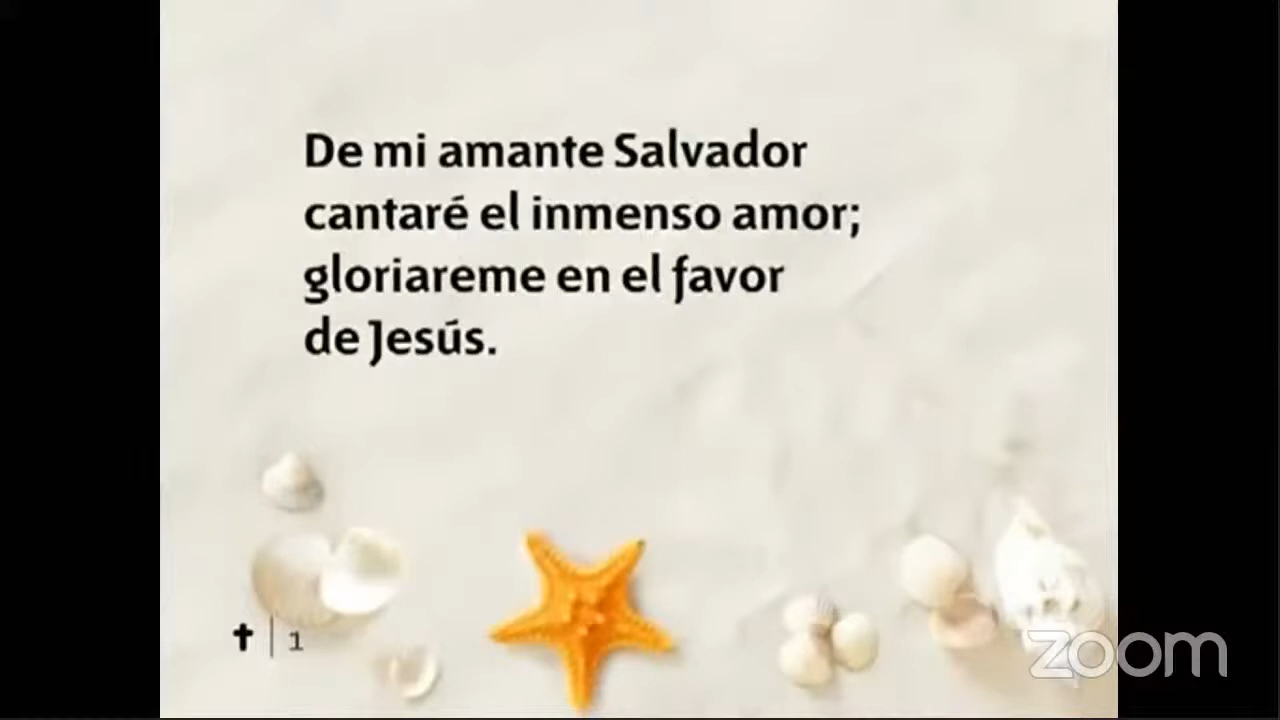 De mi amante Salvador
cantaré el inmenso amor;
gloriareme en el favor
de Jesús.
✝ | 1
zoom